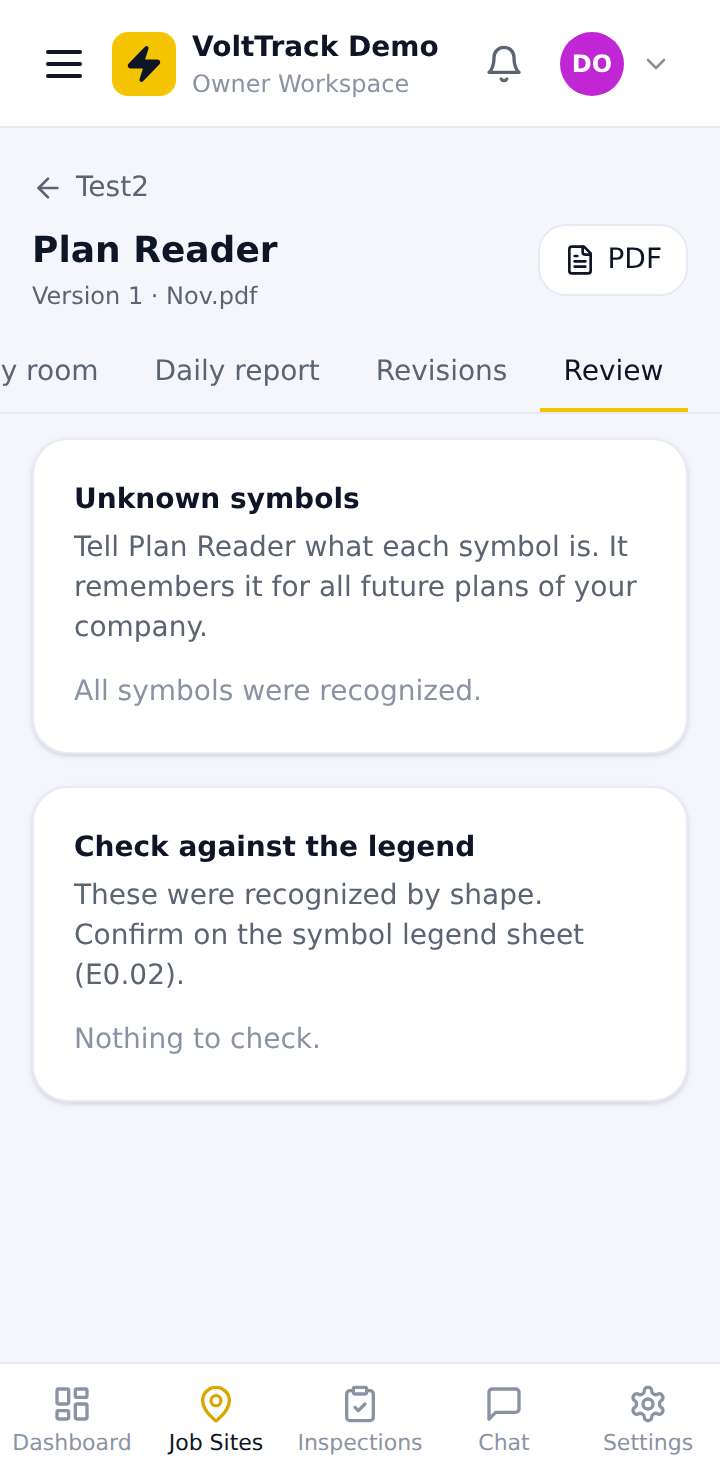 VoltTrack Demo
Owner Workspace
DO
Test2
Plan Reader
PDF
Version 1 · Nov.pdf
y room
Daily report
Revisions
Review
Unknown symbols
Tell Plan Reader what each symbol is. It
remembers it for all future plans of your
company.
All symbols were recognized.
Check against the legend
These were recognized by shape.
Confirm on the symbol legend sheet
(E0.02).
Nothing to check.
Dashboard
Job Sites
Inspections
Chat
Settings